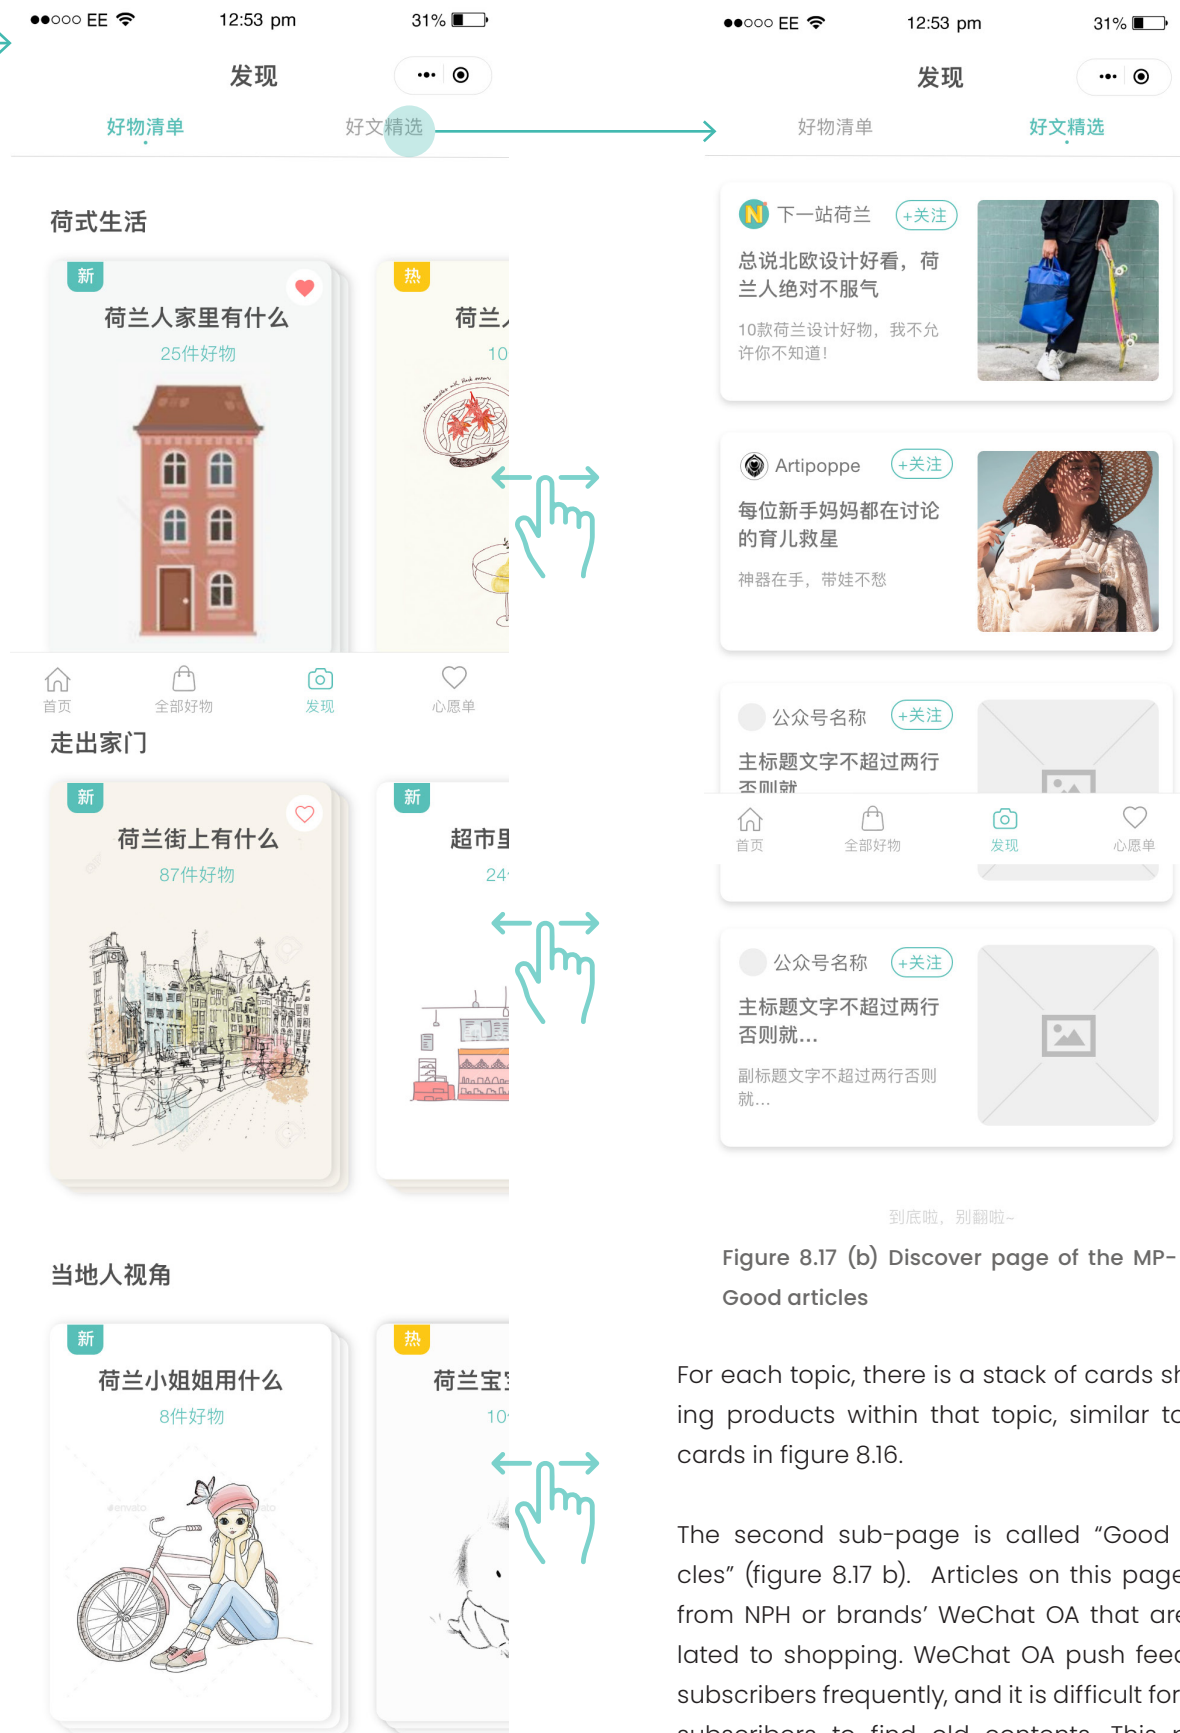 EE
12:53 pm
31%
发现
好物清单
好文精选
荷式生活
新
荷兰人家里有什么
25件好物
热
荷兰
10
首页
全部好物
发现
心愿单
走出家门
新
荷兰街上有什么
87件好物
新
超市里
24
当地人视角
新
荷兰小姐姐用什么
8件好物
热
荷兰宝宝
10
EE
12:53 pm
31%
发现
好物清单
好文精选
N 下一站荷兰
+关注
总说北欧设计好看，荷
兰人绝对不服气
10款荷兰设计好物，我不允
许你不知道！
Artipoppe
+关注
每位新手妈妈都在讨论
的育儿救星
神器在手，带娃不愁
公众号名称
+关注
主标题文字不超过两行
否则就
首页
全部好物
发现
心愿单
公众号名称
+关注
主标题文字不超过两行
否则就...
副标题文字不超过两行否则
就...
到底啦，别翻啦~
Figure 8.17 (b) Discover page of the MP-
Good articles
For each topic, there is a stack of cards sh
ing products within that topic, similar to
cards in figure 8.16.
The second sub-page is called “Good
cles” (figure 8.17 b). Articles on this page
from NPH or brands’ WeChat OA that are
lated to shopping. WeChat OA push feed
subscribers frequently, and it is difficult for
subscribers to find old contents. This